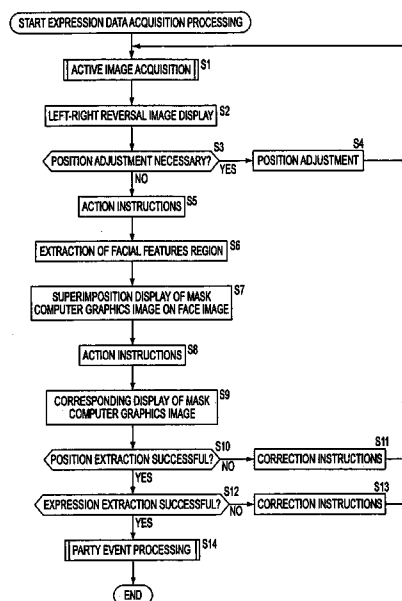 START EXPRESSION DATA ACQUISITION PROCESSING
ACTIVE IMAGE ACQUISITION S1
LEFT-RIGHT REVERSAL IMAGE DISPLAY S2
POSITION ADJUSTMENT NECESSARY? S3
YES
POSITION ADJUSTMENT S4
NO
ACTION INSTRUCTIONS S5
EXTRACTION OF FACIAL FEATURES REGION S6
SUPERIMPOSITION DISPLAY OF MASK S7
COMPUTER GRAPHICS IMAGE ON FACE IMAGE
ACTION INSTRUCTIONS S8
CORRESPONDING DISPLAY OF MASK S9
COMPUTER GRAPHICS IMAGE
POSITION EXTRACTION SUCCESSFUL? S10
NO
CORRECTION INSTRUCTIONS S11
YES
EXPRESSION EXTRACTION SUCCESSFUL? S12
NO
CORRECTION INSTRUCTIONS S13
YES
PARTY EVENT PROCESSING S14
END